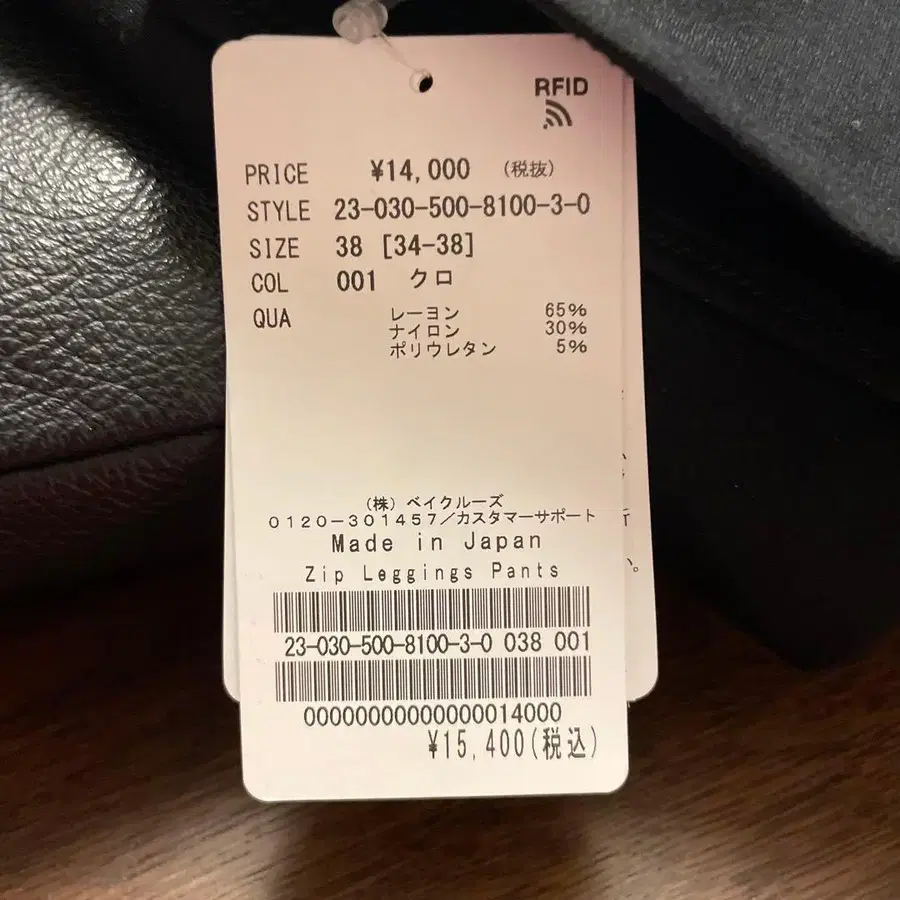 RFID
PRICE ¥14,000 (税抜)
STYLE 23-030-500-8100-3-0
SIZE 38 [34-38]
COL 001 クロ
QUA レーヨン 65%
ナイロン 30%
ポリウレタン 5%
(株)ベイクルーズ
0120-301457/カスタマーサポート
Made in Japan
Zip Leggings Pants
23-030-500-8100-3-0 038 001
00000000000000014000
¥15,400(税込)